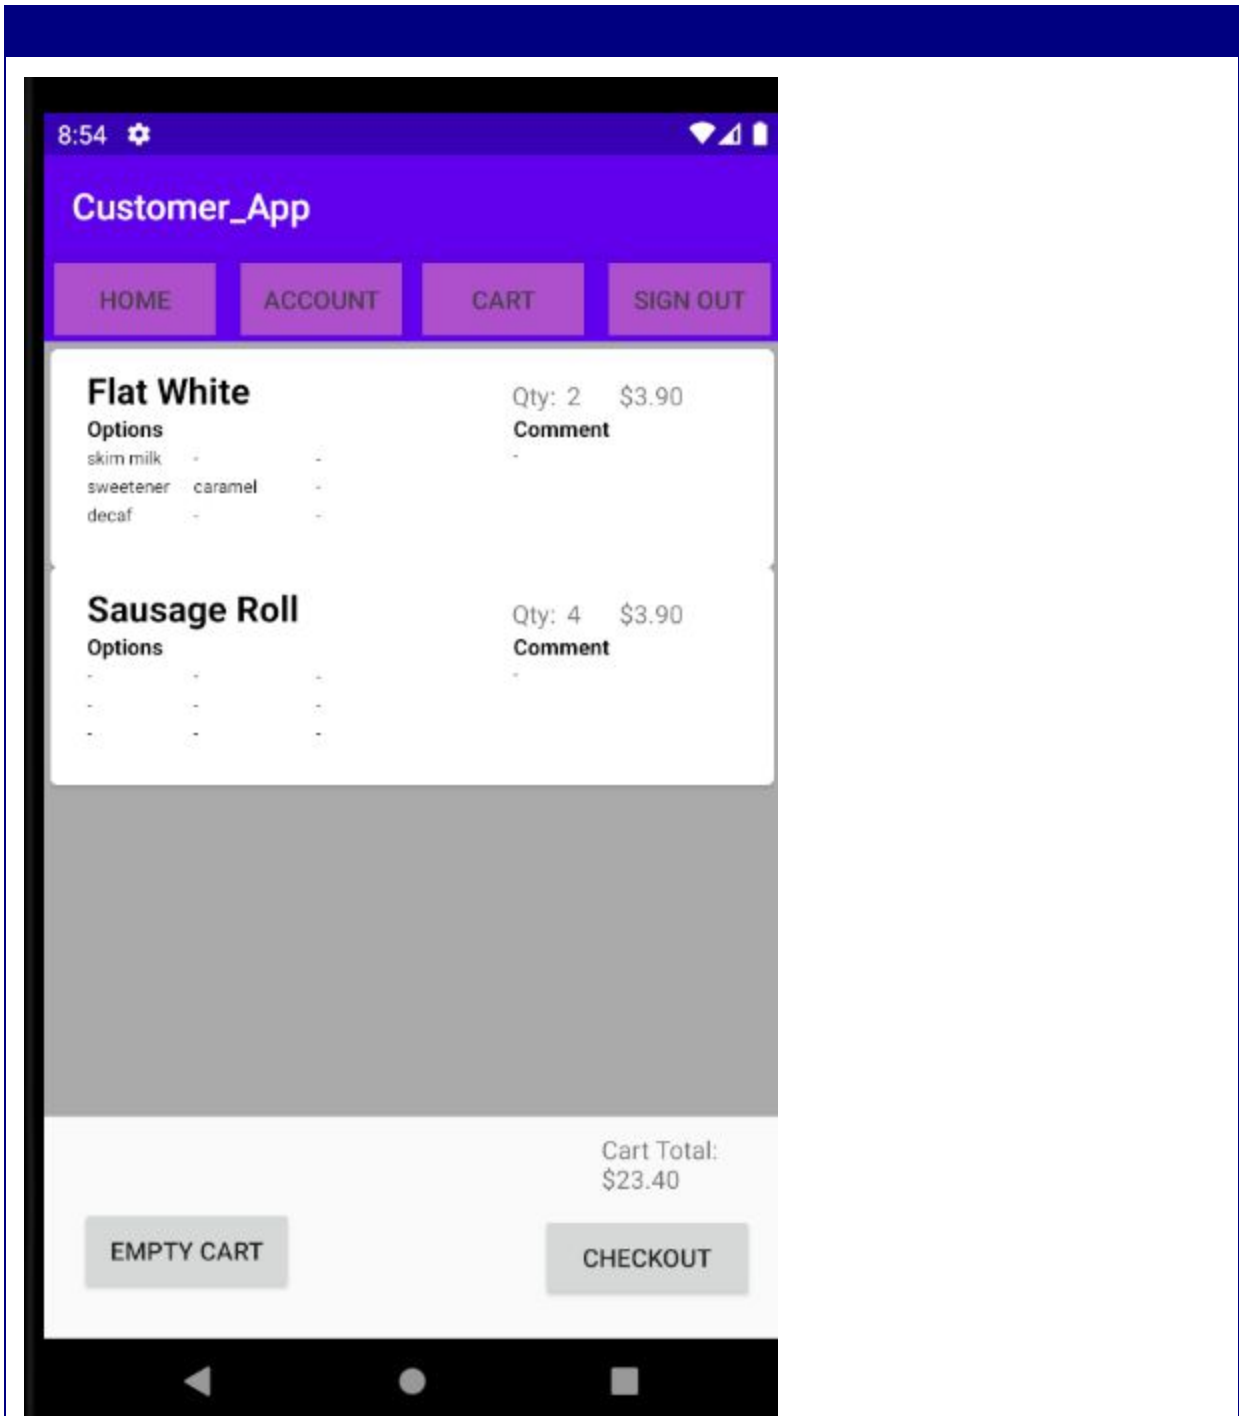 8:54
Customer_App
HOME ACCOUNT CART SIGN OUT
Flat White Qty: 2 $3.90
Options Comment
skim milk - - -
sweetener caramel -
decaf - -
Sausage Roll Qty: 4 $3.90
Options Comment
- - - -
- - -
- - -
Cart Total:
$23.40
EMPTY CART CHECKOUT